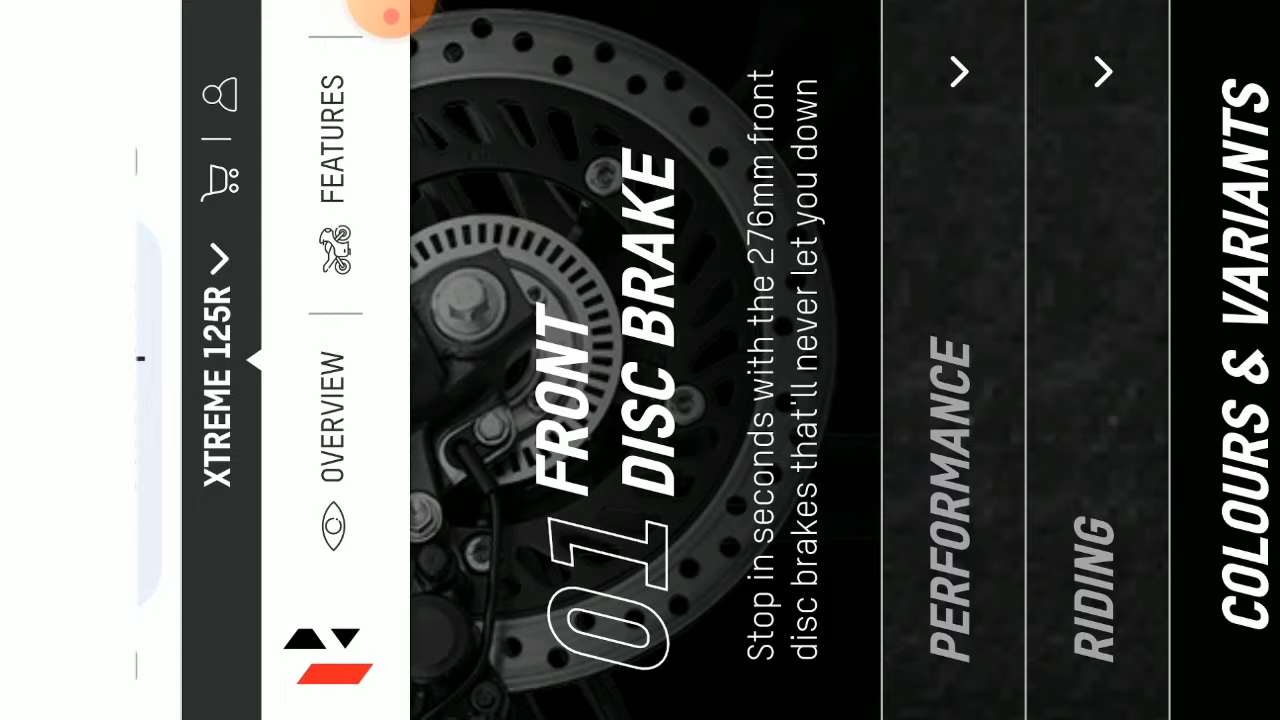 XTREME 125R
OVERVIEW
FEATURES
01
FRONT
DISC BRAKE
Stop in seconds with the 276mm front
disc brakes that'll never let you down
PERFORMANCE
RIDING
COLOURS & VARIANTS